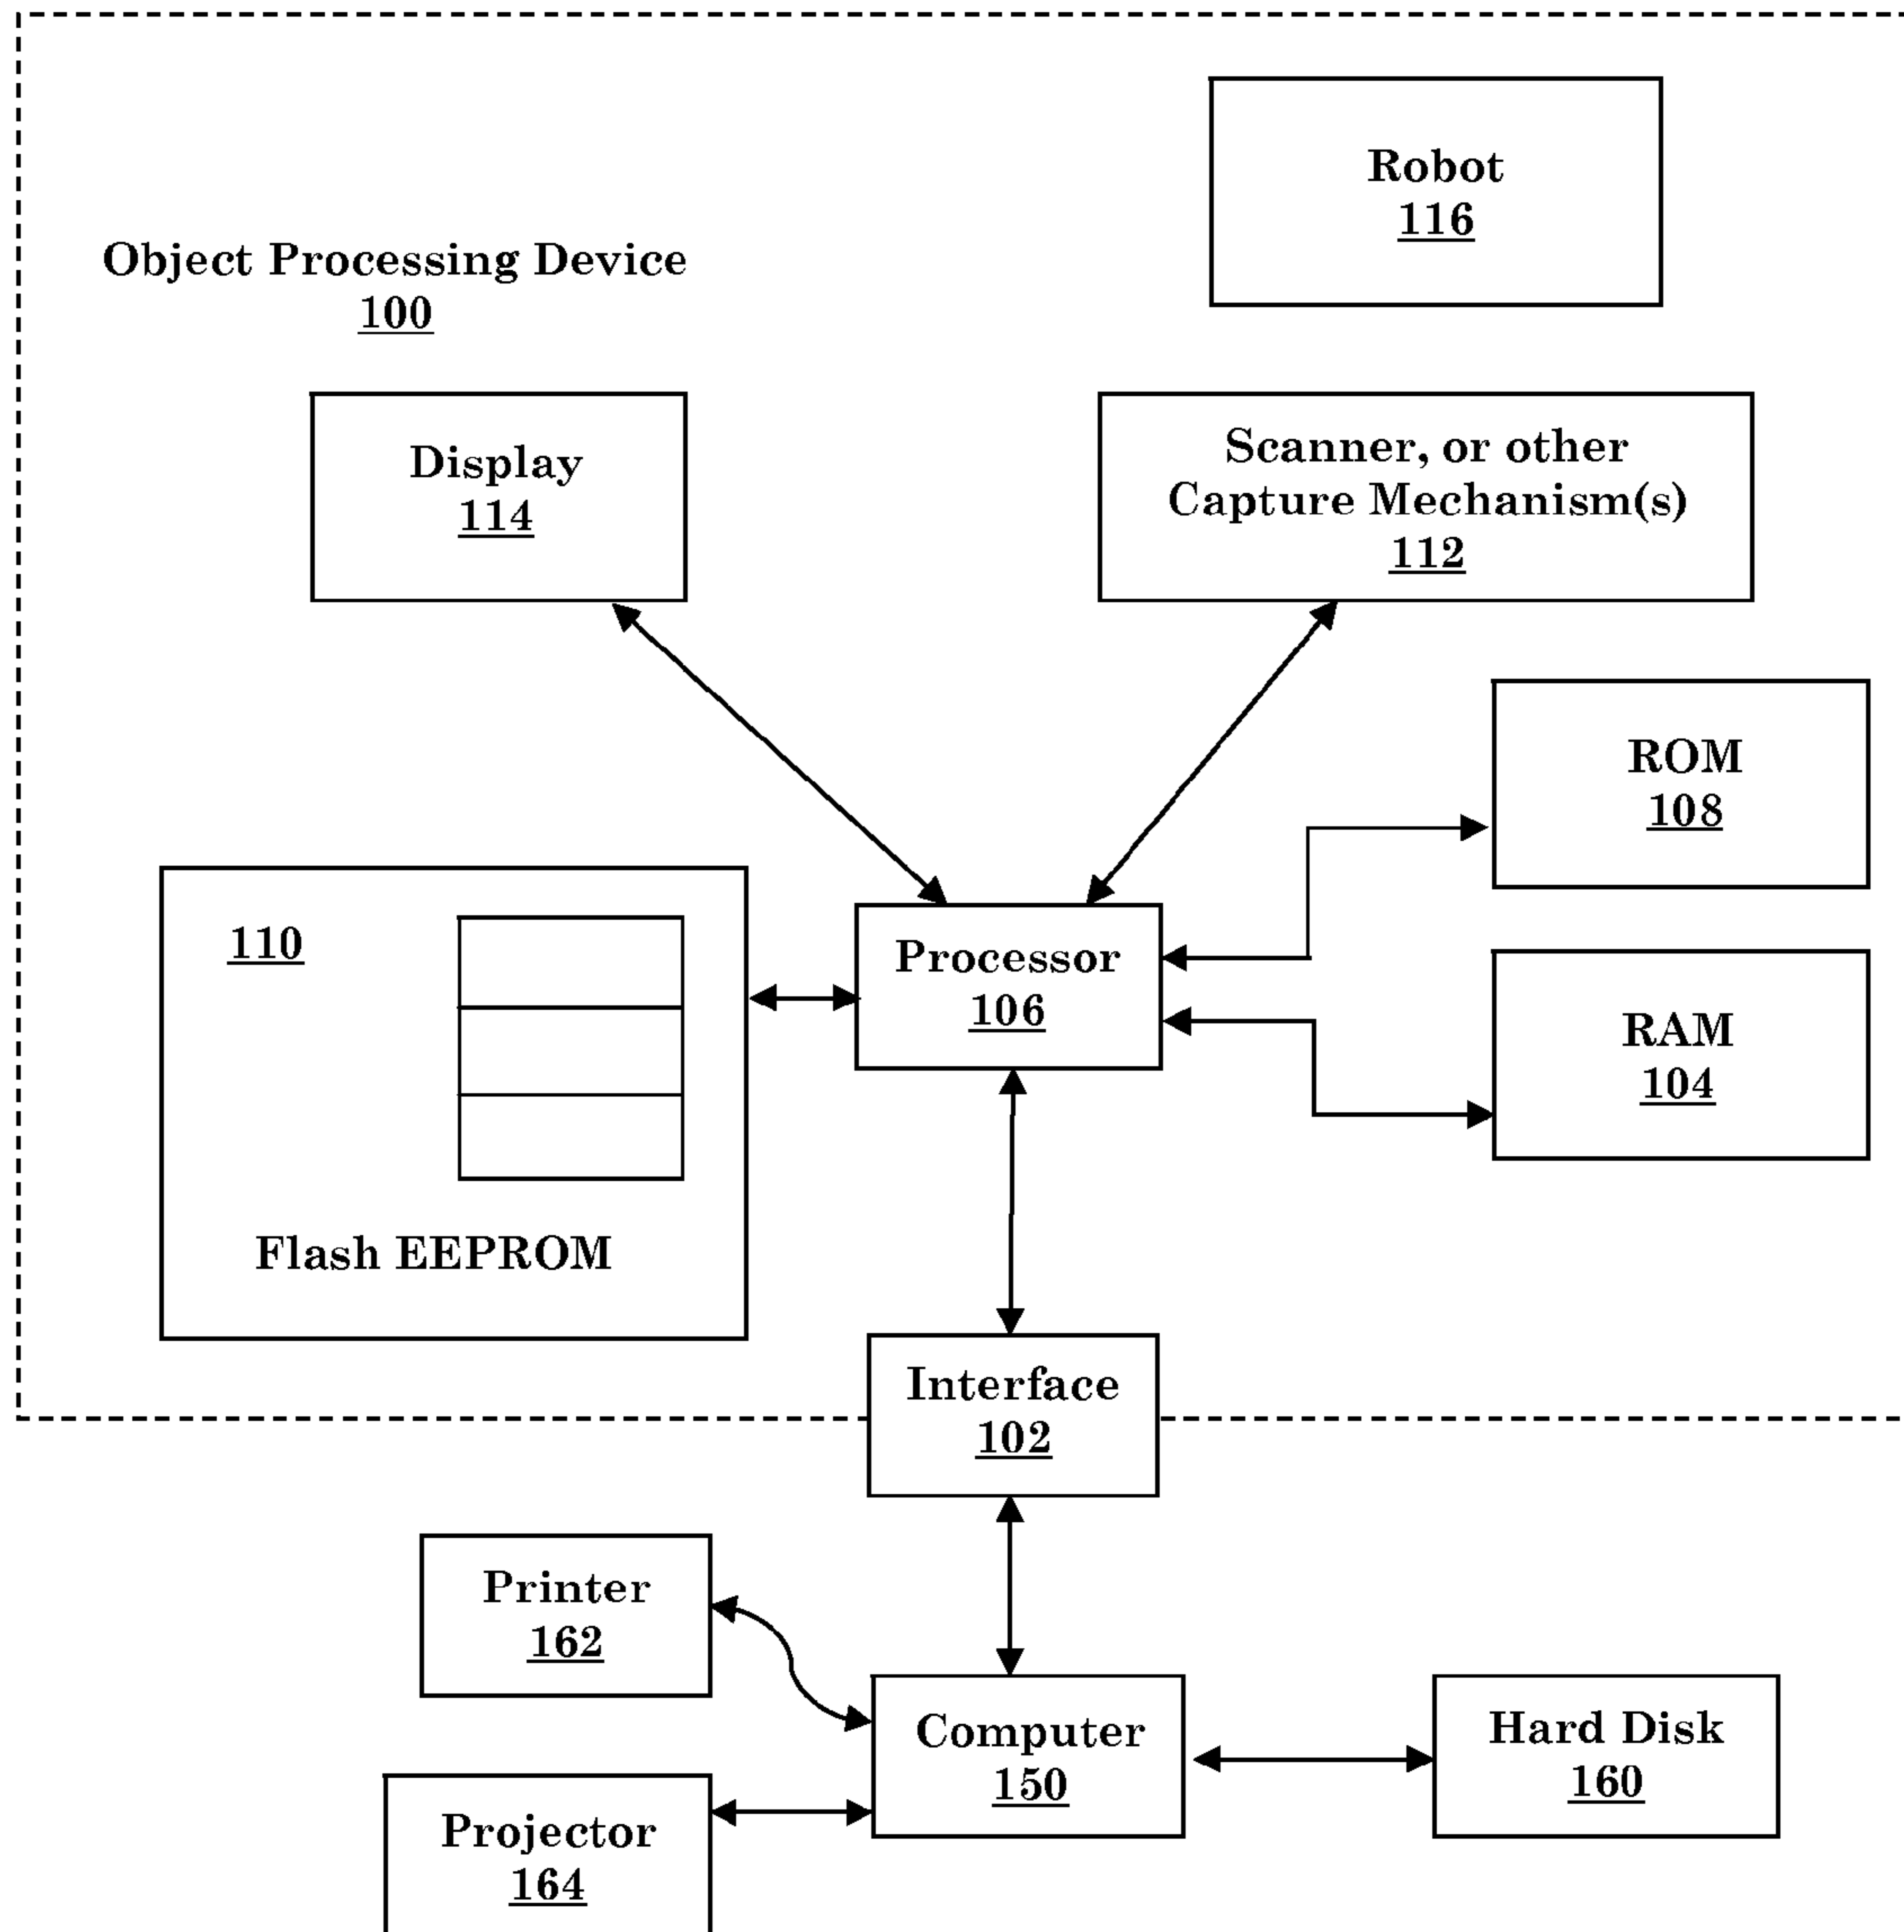 Robot
116
Object Processing Device
100
Display
114
Scanner, or other
Capture Mechanism(s)
112
ROM
108
110
Processor
106
RAM
104
Flash EEPROM
Interface
102
Printer
162
Computer
150
Hard Disk
160
Projector
164